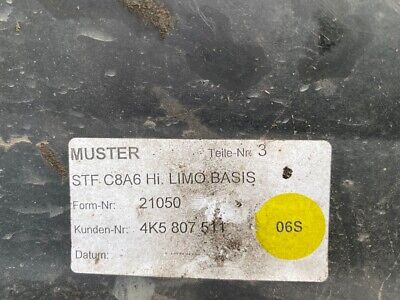 MUSTER Teile-Nr. 3
STF C8A6 Hi. LIMO BASIS
Form-Nr: 21050
Kunden-Nr: 4K5 807 511 06S
Datum: